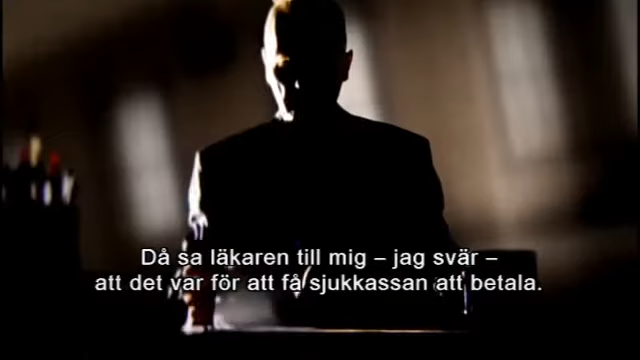 Då sa läkaren till mig – jag svär –
att det var för att få sjukkassan att betala.